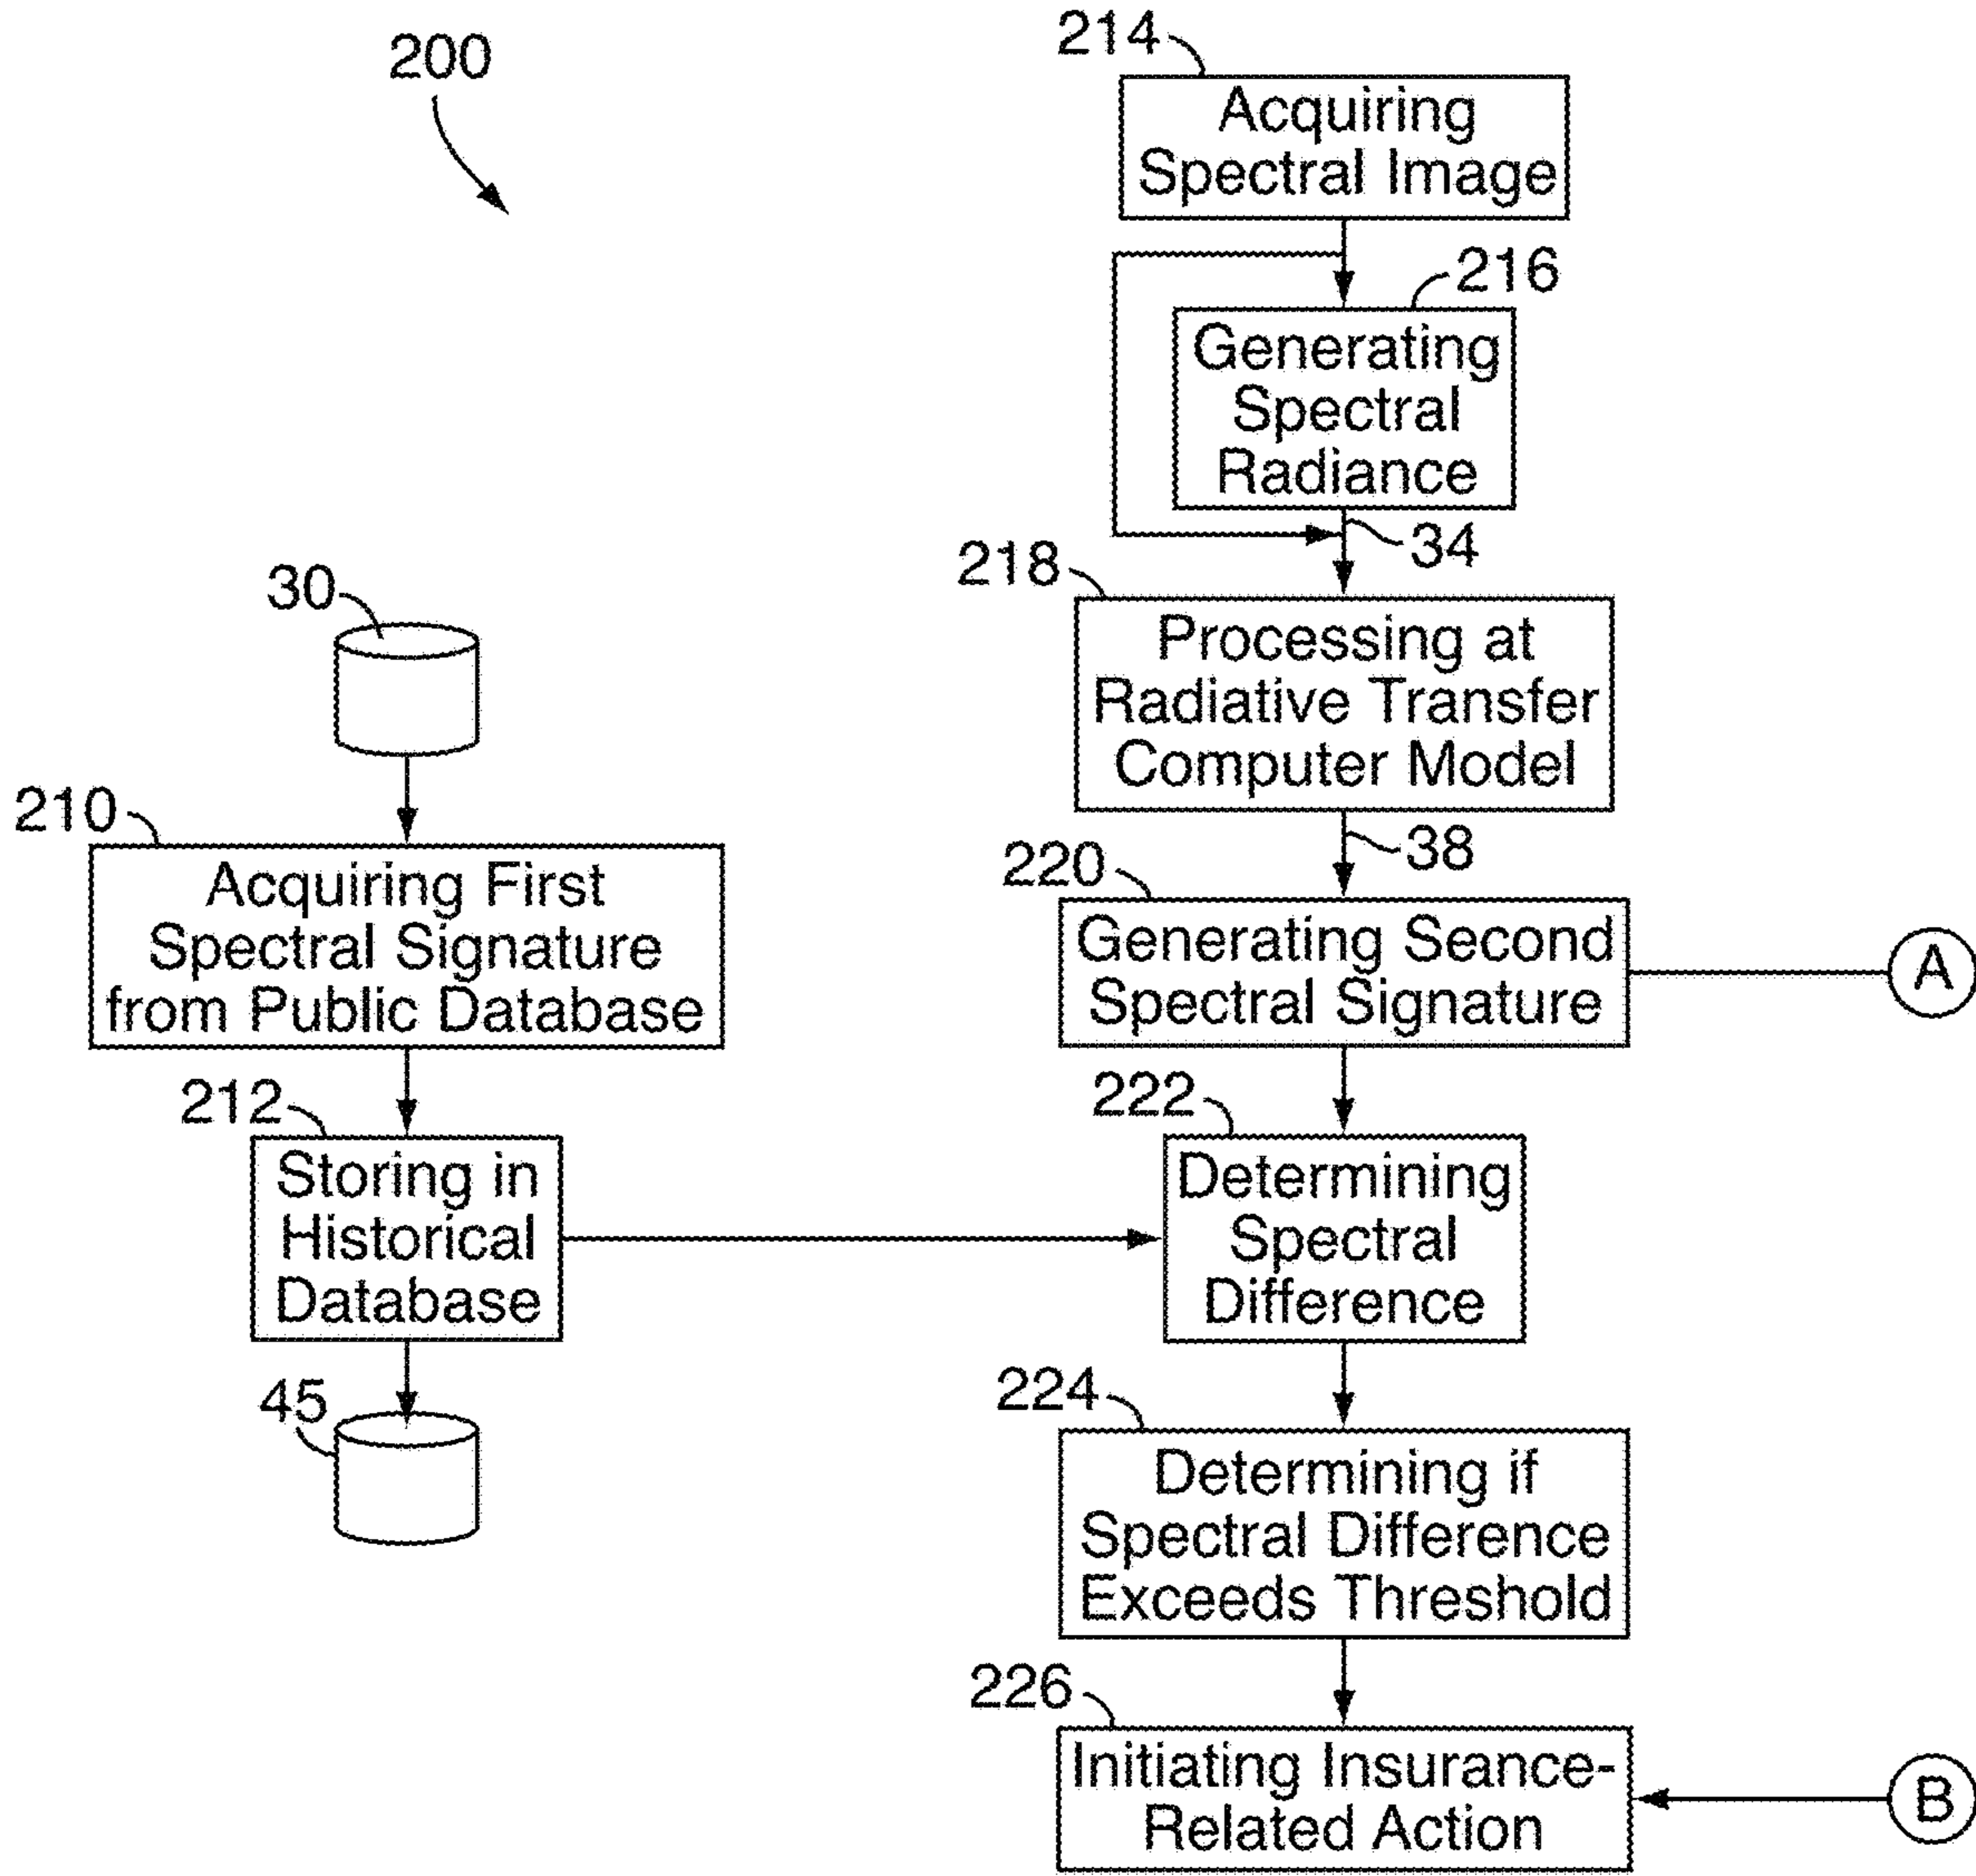 200
214
Acquiring
Spectral Image
216
Generating
Spectral
Radiance
34
218
Processing at
Radiative Transfer
Computer Model
38
30
210
Acquiring First
Spectral Signature
from Public Database
220
Generating Second
Spectral Signature
A
212
Storing in
Historical
Database
222
Determining
Spectral
Difference
45
224
Determining if
Spectral Difference
Exceeds Threshold
226
Initiating Insurance-
Related Action
B